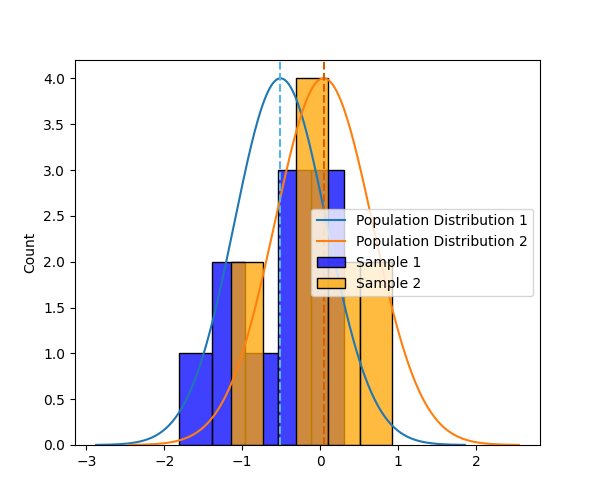 4.0
3.5
3.0
2.5
2.0
1.5
1.0
0.5
0.0
Count
Population Distribution 1
Population Distribution 2
Sample 1
Sample 2
−3 −2 −1 0 1 2